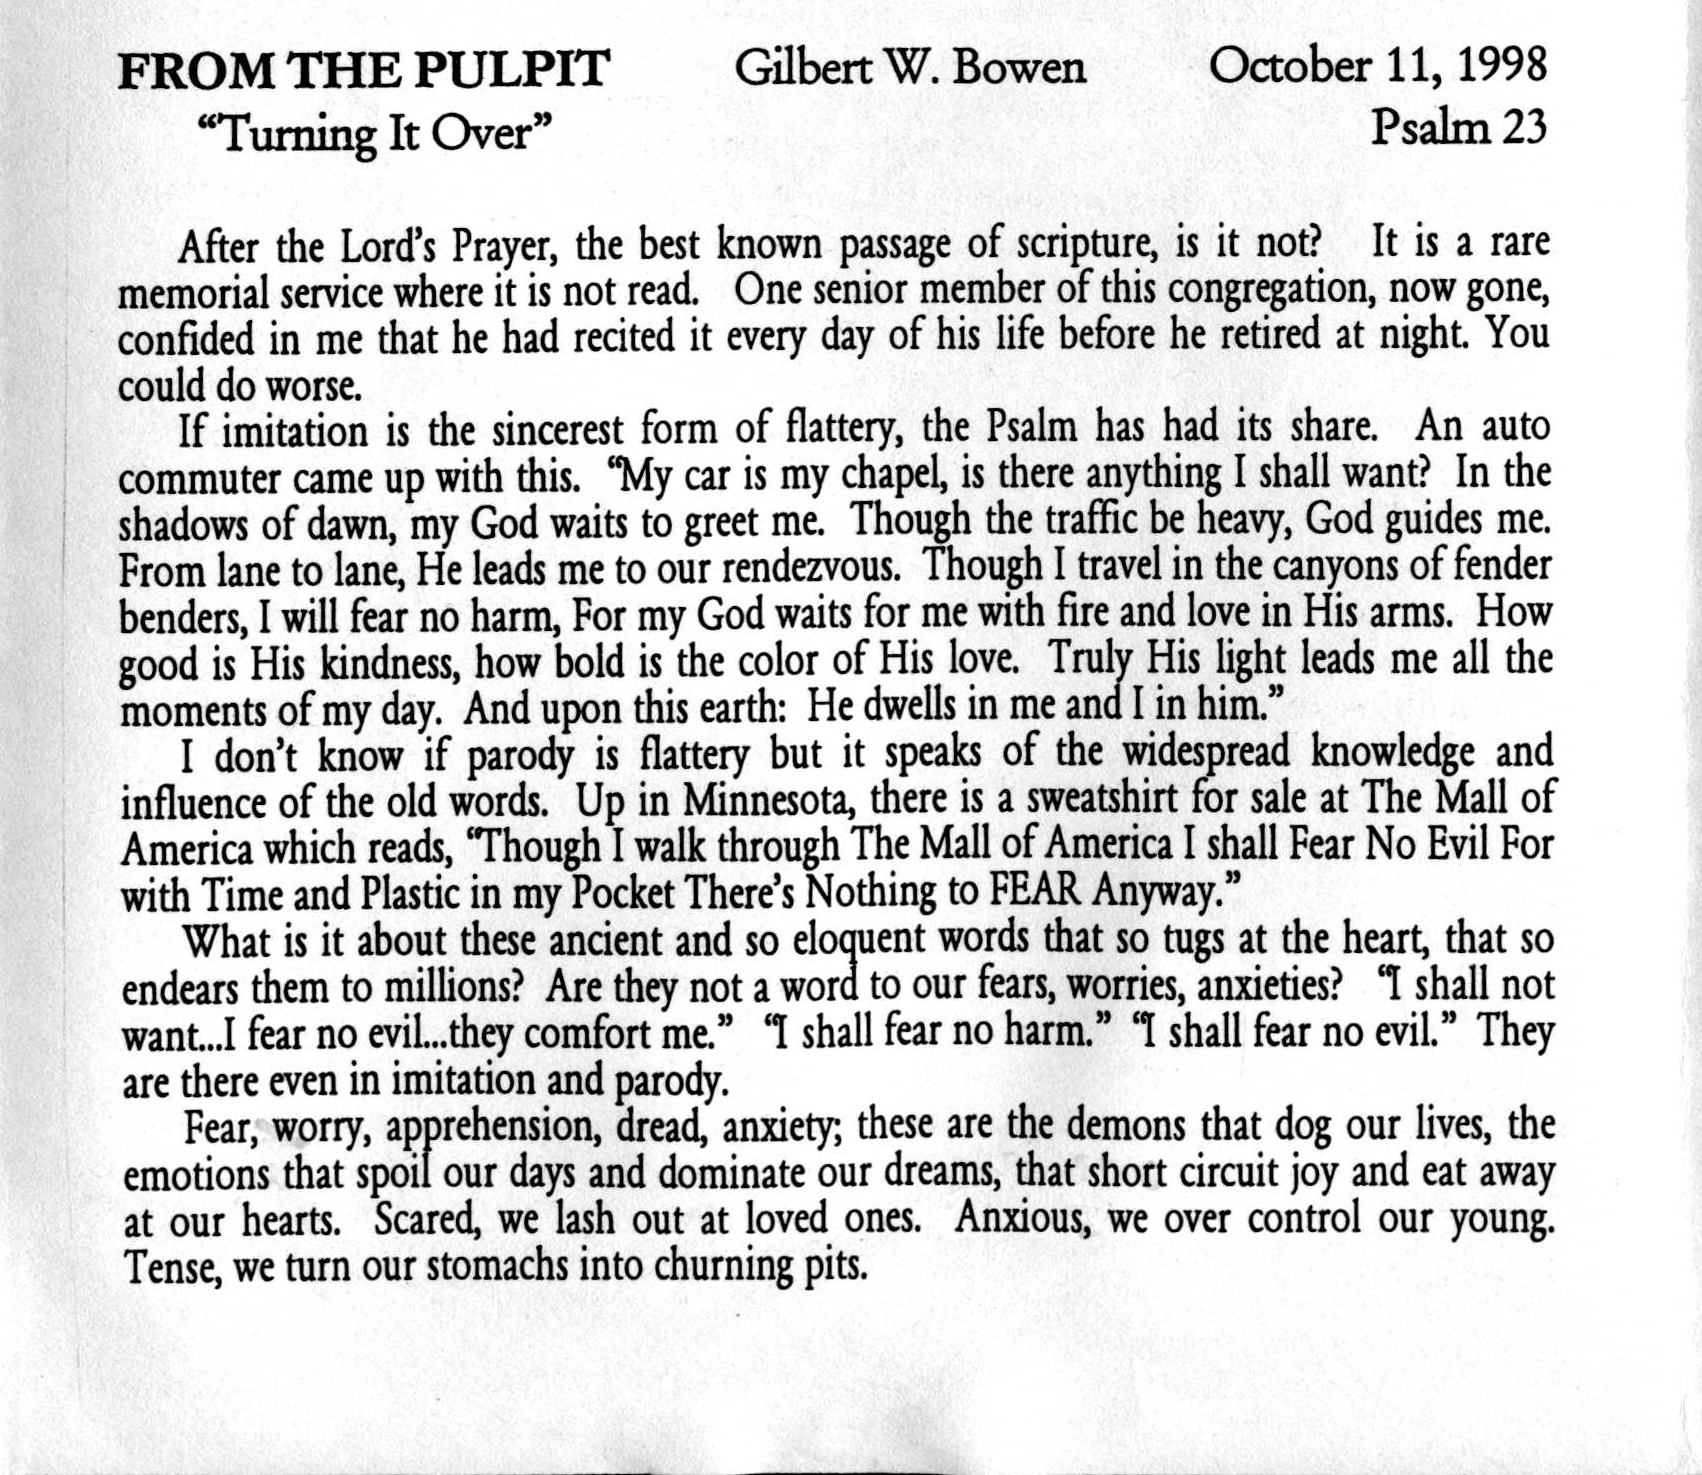 FROM THE PULPIT Gilbert W. Bowen October 11, 1998
“Turning It Over” Psalm 23
After the Lord’s Prayer, the best known passage of scripture, is it not? It is a rare
memorial service where it is not read. One senior member of this congregation, now gone,
confided in me that he had recited it every day of his life before he retired at night. You
could do worse.
If imitation is the sincerest form of flattery, the Psalm has had its share. An auto
commuter came up with this. “My car is my chapel, is there anything I shall want? In the
shadows of dawn, my God waits to greet me. Though the traffic be heavy, God guides me.
From lane to lane, He leads me to our rendezvous. Though I travel in the canyons of fender
benders, I will fear no harm, For my God waits for me with fire and love in His arms. How
good is His kindness, how bold is the color of His love. Truly His light leads me all the
moments of my day. And upon this earth: He dwells in me and I in him.”
I don’t know if parody is flattery but it speaks of the widespread knowledge and
influence of the old words. Up in Minnesota, there is a sweatshirt for sale at The Mall of
America which reads, “Though I walk through The Mall of America I shall Fear No Evil For
with Time and Plastic in my Pocket There’s Nothing to FEAR Anyway.”
What is it about these ancient and so eloquent words that so tugs at the heart, that so
endears them to millions? Are they not a word to our fears, worries, anxieties? “I shall not
want...I fear no evil...they comfort me.” “I shall fear no harm.” “I shall fear no evil.” They
are there even in imitation and parody.
Fear, worry, apprehension, dread, anxiety; these are the demons that dog our lives, the
emotions that spoil our days and dominate our dreams, that short circuit joy and eat away
at our hearts. Scared, we lash out at loved ones. Anxious, we over control our young.
Tense, we turn our stomachs into churning pits.